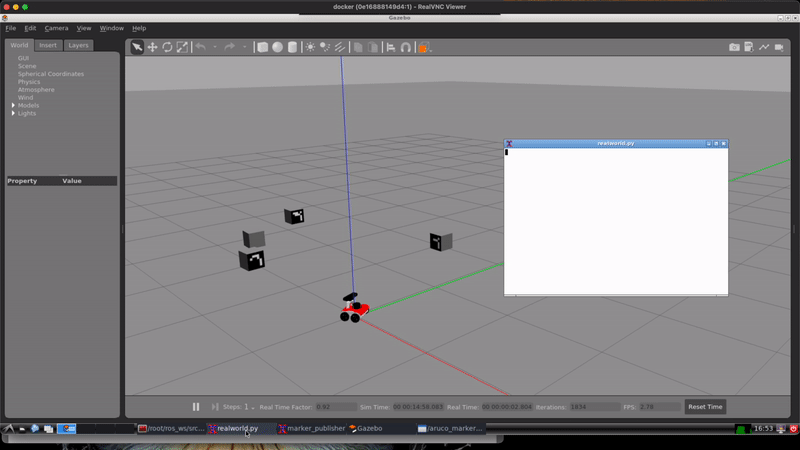 docker (0e16888149d4:1) - RealVNC Viewer
Gazebo
File Edit Camera View Window Help
World Insert Layers
GUI
Scene
Spherical Coordinates
Physics
Atmosphere
Wind
Models
Lights
Property Value
realworld.py
Steps: 1 Real Time Factor: 0.92 Sim Time: 00 00:14:58.083 Real Time: 00 00:00:02.804 Iterations: 1834 FPS: 2.78 Reset Time
/root/ros_ws/src... realworld.py marker_publisher Gazebo /aruco_marker... 16:53